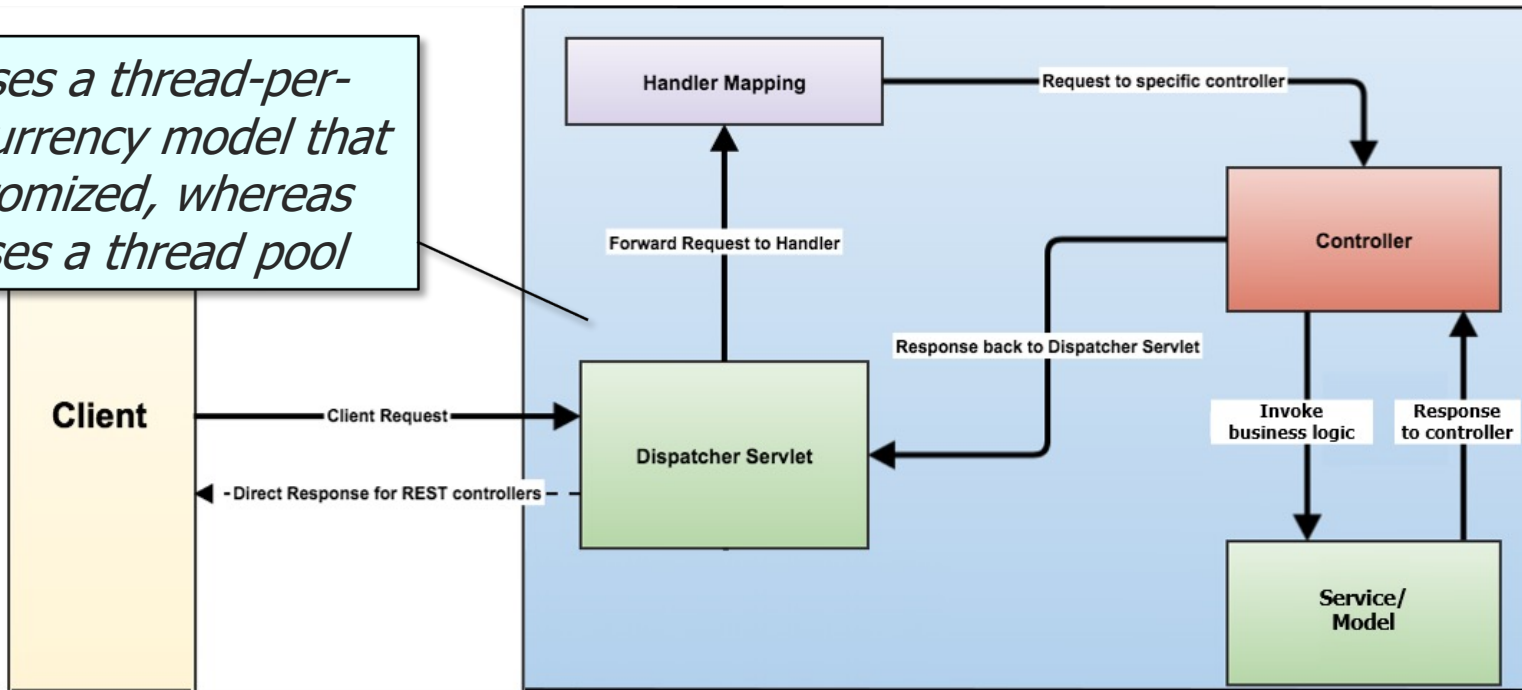 ses a thread-per-
urrency model that
omized, whereas
ses a thread pool
Handler Mapping
Request to specific controller
Forward Request to Handler
Controller
Response back to Dispatcher Servlet
Client
Client Request
Dispatcher Servlet
- Direct Response for REST controllers
Invoke
business logic
Response
to controller
Service/
Model